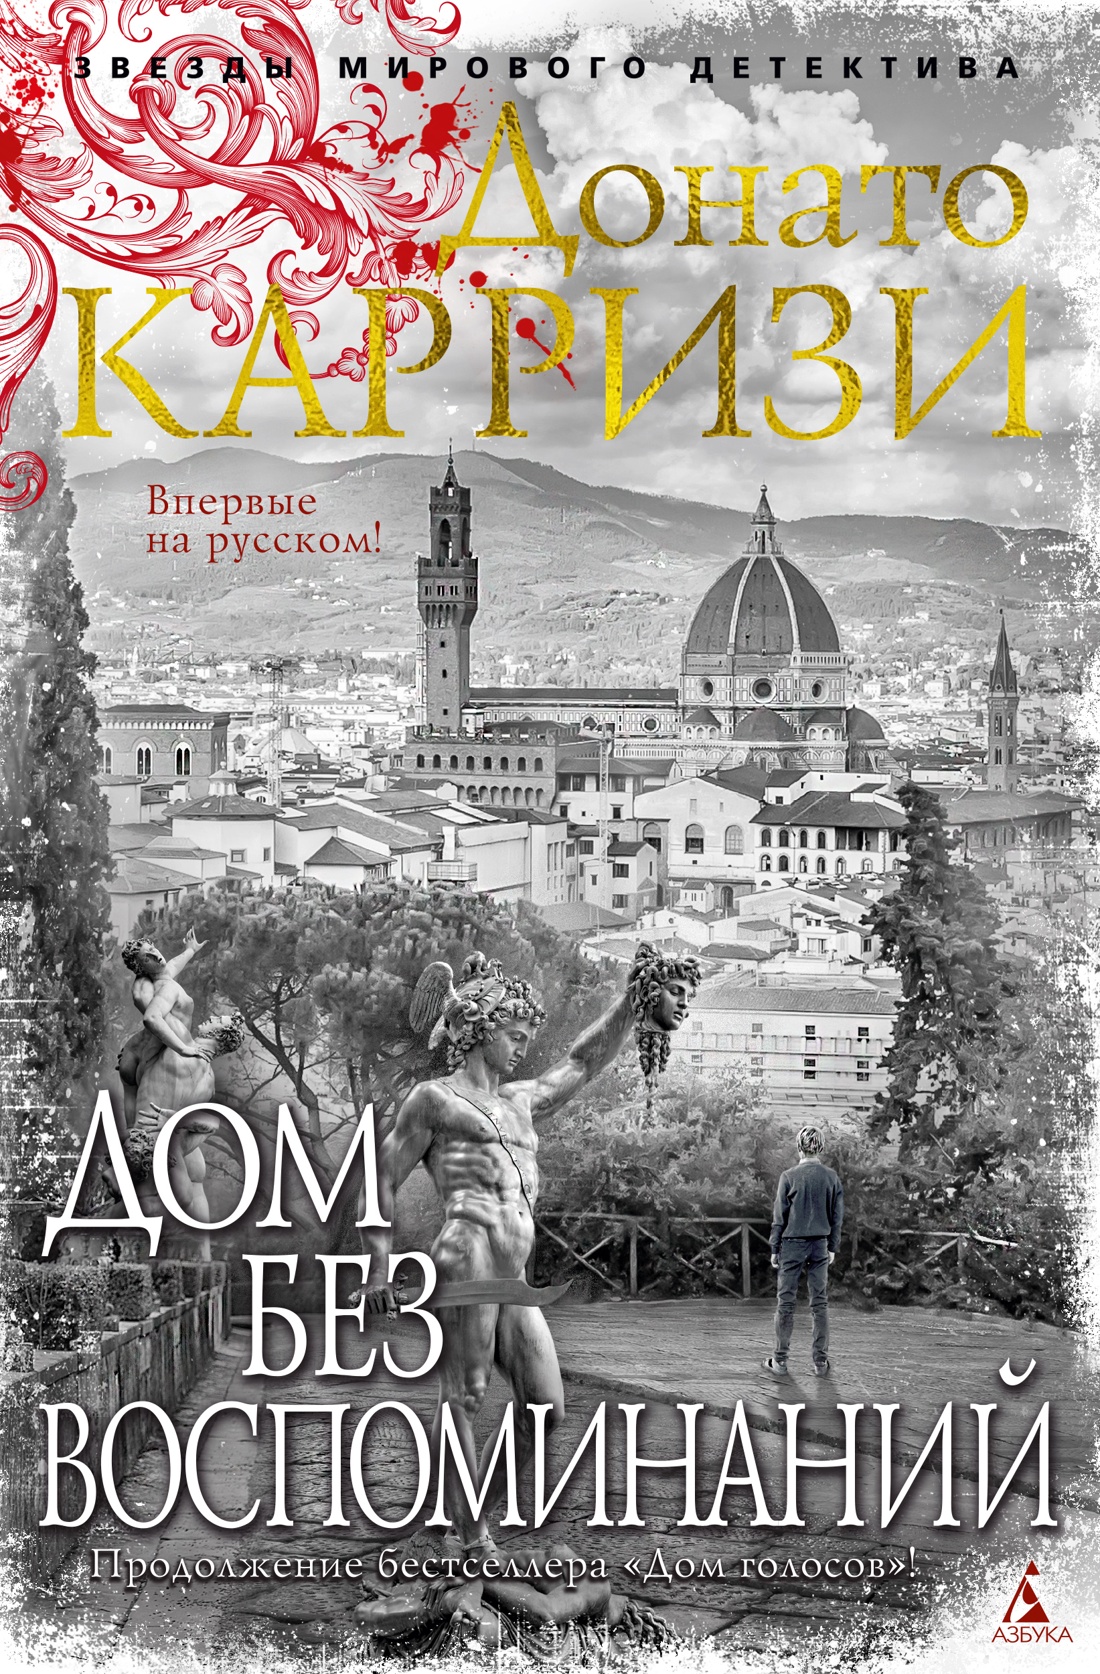 ЗВЕЗДЫ МИРОВОГО ДЕТЕКТИВА
Донато
КАРРИЗИ
Впервые
на русском!
ДОМ
БЕЗ
ВОСПОМИНАНИЙ
Продолжение бестселлера «Дом голосов»!
АЗБУКА